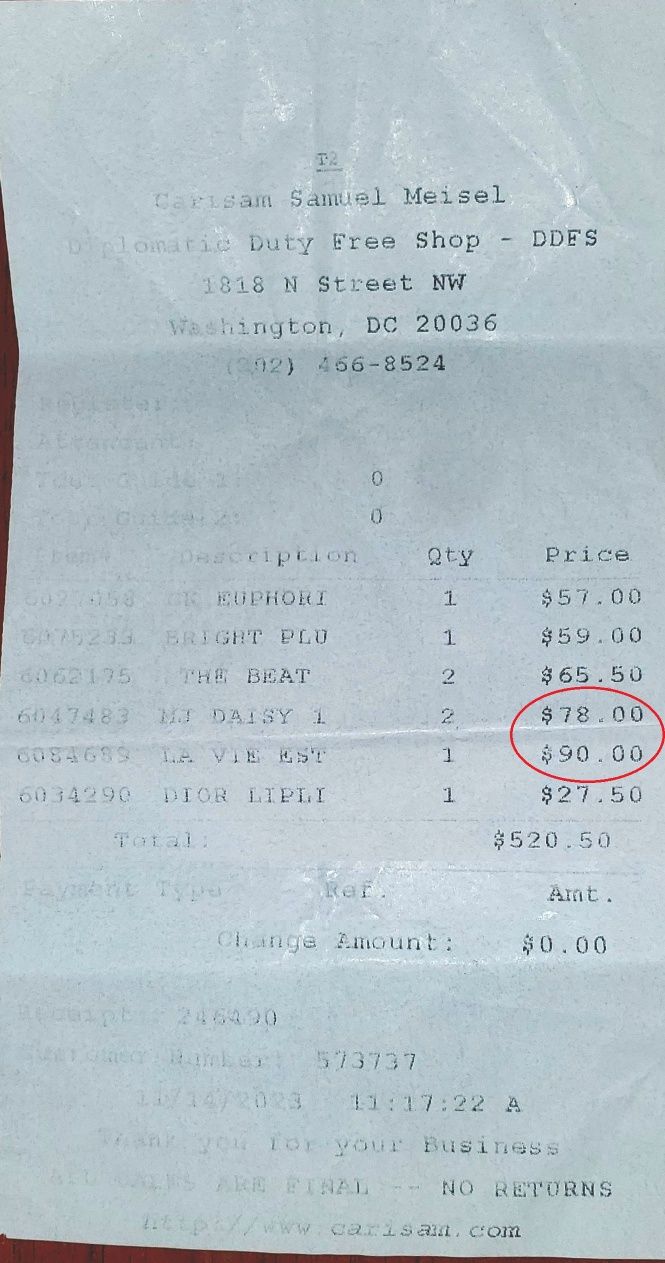 T2
Carisam Samuel Meisel
Diplomatic Duty Free Shop - DDFS
1818 N Street NW
Washington, DC 20036
(202) 466-8524
Register:
Attendant:
Tour Guide 1: 0
Tour Guide 2: 0
Item# Description Qty Price
6027058 CK EUPHORI 1 $57.00
6075233 BRIGHT PLU 1 $59.00
6062175 THE BEAT 2 $65.50
6047483 MJ DAISY 1 2 $78.00
6084689 LA VIE EST 1 $90.00
6034290 DIOR LIPLI 1 $27.50
Total: $520.50
Payment Type Ref. Amt.
Change Amount: $0.00
Receipt: 246490
Customer Number: 573737
11/14/2023 11:17:22 A
Thank you for your Business
ALL SALES ARE FINAL -- NO RETURNS
http://www.carisam.com